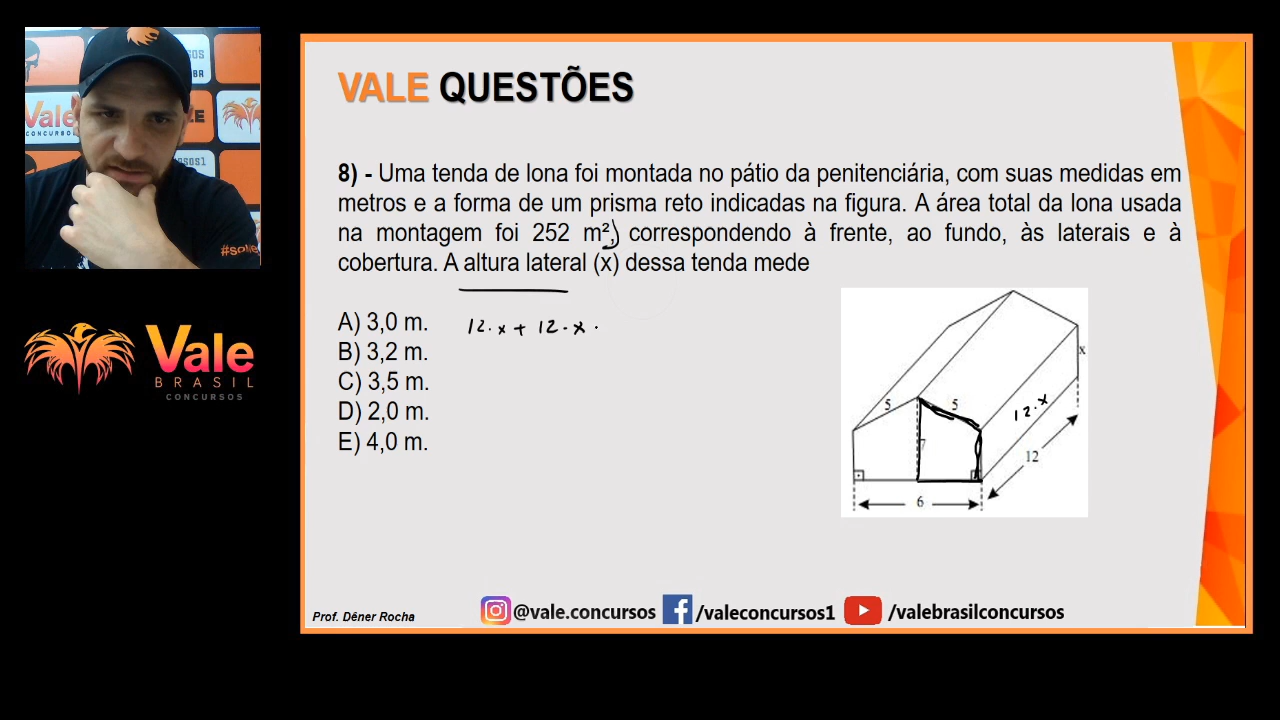 VALE QUESTÕES
8) - Uma tenda de lona foi montada no pátio da penitenciária, com suas medidas em
metros e a forma de um prisma reto indicadas na figura. A área total da lona usada
na montagem foi 252 m², correspondendo à frente, ao fundo, às laterais e à
cobertura. A altura lateral (x) dessa tenda mede
A) 3,0 m.
B) 3,2 m.
C) 3,5 m.
D) 2,0 m.
E) 4,0 m.
12.x + 12.x .
x
5
5
12.x
7
12
6
Vale
BRASIL
CONCURSOS
Prof. Dêner Rocha
@vale.concursos
/valeconcursos1
/valebrasilconcursos
Vale
CONCURSOS